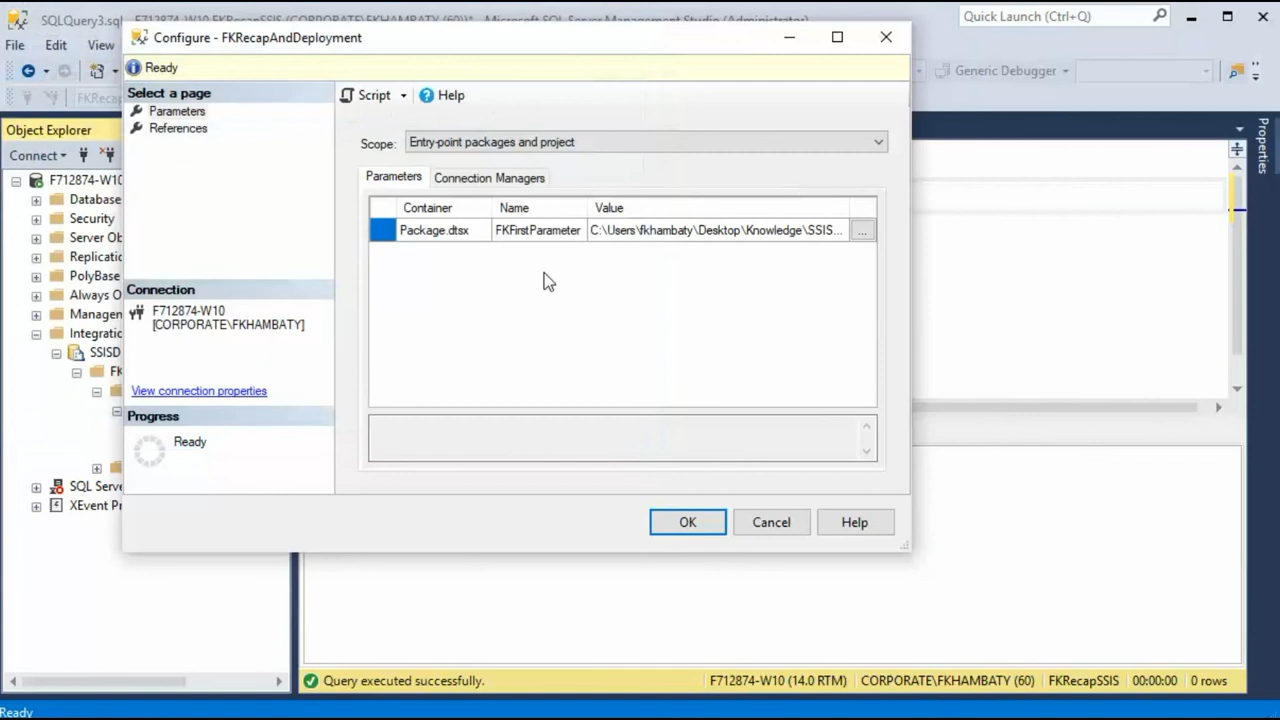 SQLQuery3.sql - F712874-W10.FKRecapSSIS (CORPORATE\FKHAMBATY (60))* - Microsoft SQL Server Management Studio (Administrator)
Quick Launch (Ctrl+Q)
File Edit View
Configure - FKRecapAndDeployment
Ready
Generic Debugger
FKRecap
Select a page
Parameters
References
Script
Help
Object Explorer
Connect
Scope: Entry-point packages and project
Parameters Connection Managers
Container Name Value
Package.dtsx FKFirstParameter C:\Users\fkhambaty\Desktop\Knowledge\SSIS... ...
F712874-W10
Databas
Security
Server Ob
Replicati
PolyBase
Always O
Manager
Integrati
SSISD
FK
SQL Serve
XEvent Pr
Connection
F712874-W10
[CORPORATE\FKHAMBATY]
View connection properties
Progress
Ready
OK Cancel Help
Properties
Query executed successfully.
F712874-W10 (14.0 RTM) CORPORATE\FKHAMBATY (60) FKRecapSSIS 00:00:00 0 rows
Ready